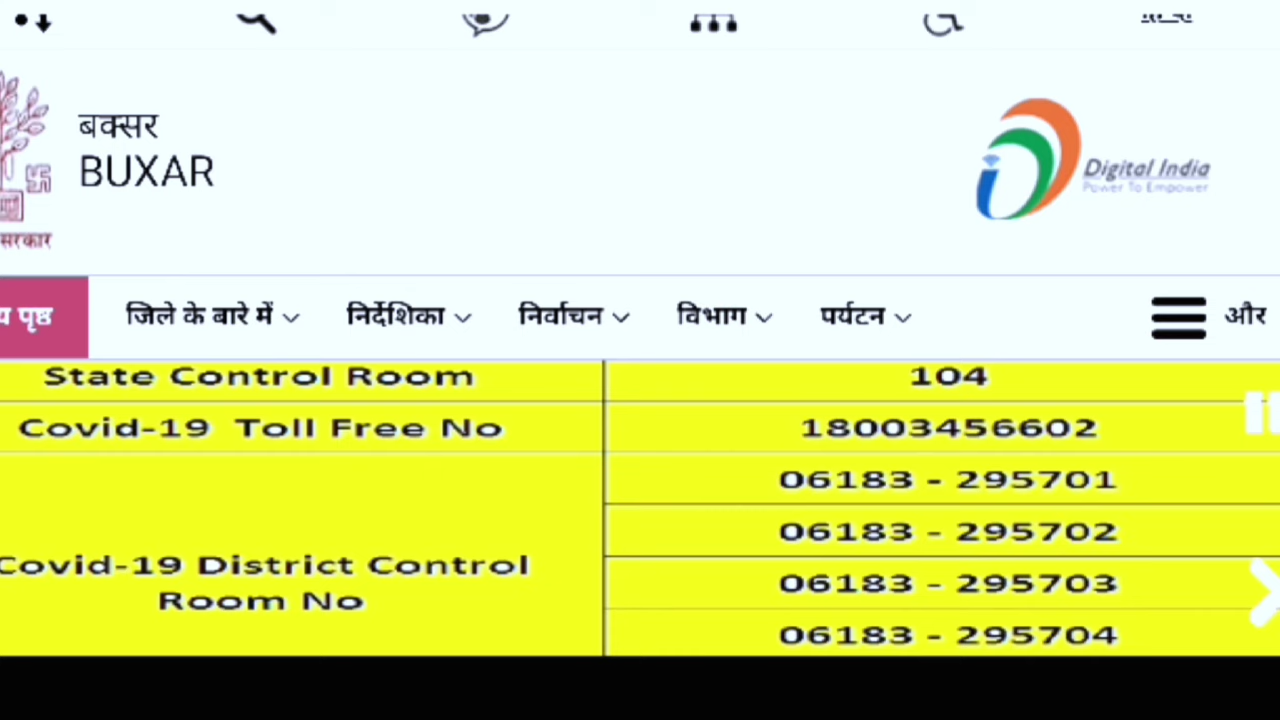 बक्सर
BUXAR
सरकार
Digital India
Power To Empower
पृष्ठ
जिले के बारे में
निर्देशिका
निर्वाचन
विभाग
पर्यटन
और
State Control Room
104
Covid-19 Toll Free No
18003456602
Covid-19 District Control
Room No
06183 - 295701
06183 - 295702
06183 - 295703
06183 - 295704